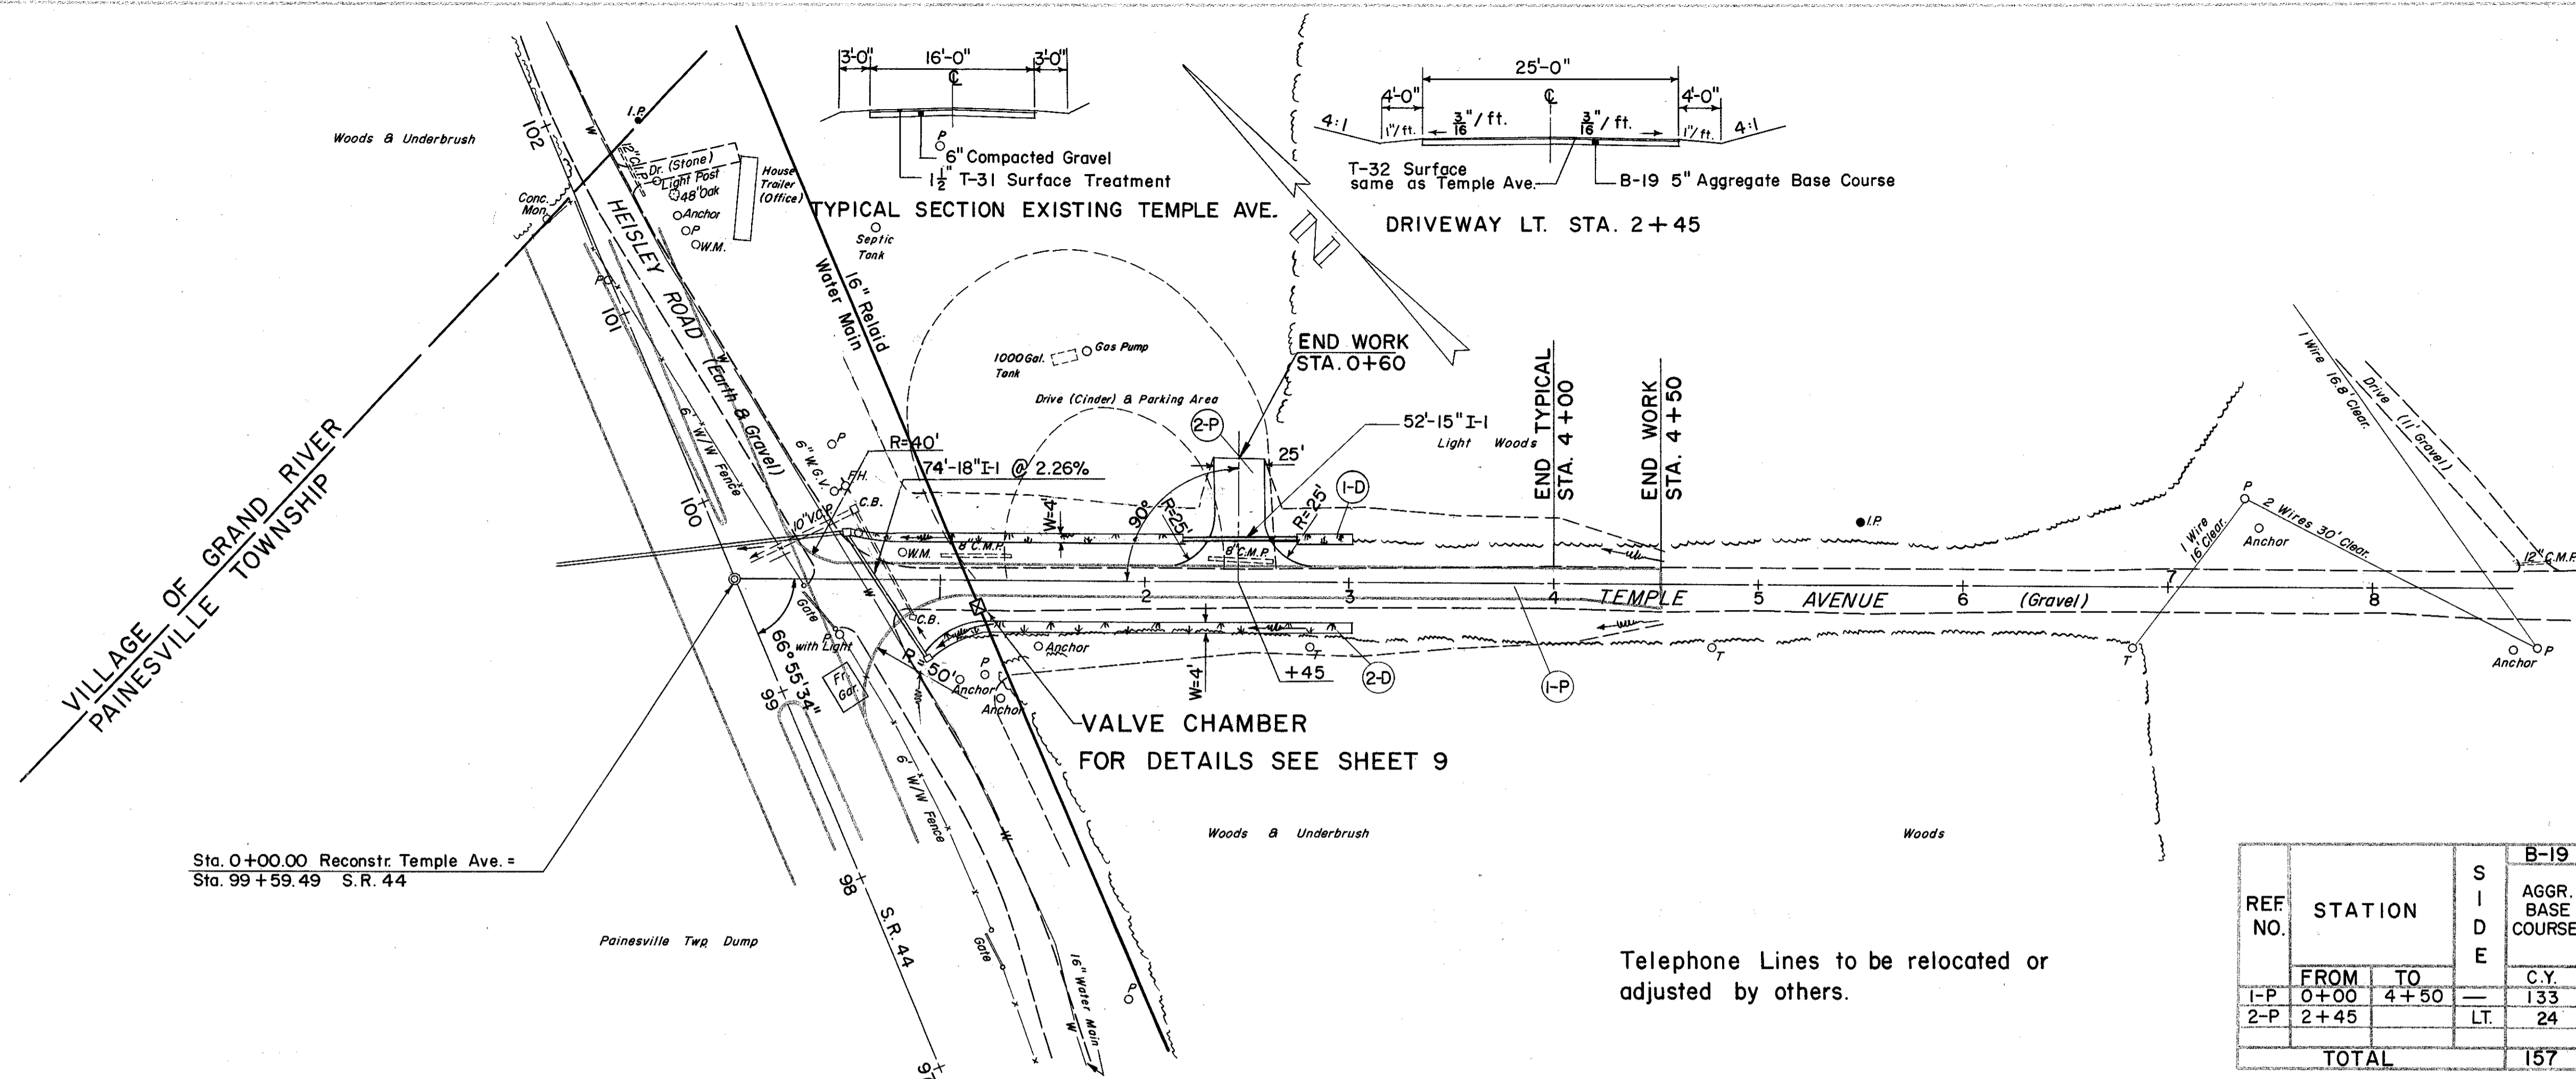 3'-0"
16'-0"
3'-0"
℄
P
6" Compacted Gravel
1½" T-31 Surface Treatment
TYPICAL SECTION EXISTING TEMPLE AVE.
25'-0"
4'-0"
℄
4'-0"
4:1
1"/ft.
3/16"/ft.
3/16"/ft.
1"/ft.
4:1
T-32 Surface
same as Temple Ave.
B-19 5" Aggregate Base Course
DRIVEWAY LT. STA. 2+45
N
Woods & Underbrush
102
I.P.
W
12" C.I.P.
Dr. (Stone)
Light Post
48" Oak
Anchor
P
W.M.
House
Trailer
(Office)
Conc.
Mon.
HEISLEY ROAD (Earth & Gravel)
Septic
Tank
16" Relaid
Water Main
P
101
W
1000 Gal.
Tank
Gas Pump
Drive (Cinder) & Parking Area
END WORK
STA. 0+60
2-P
52'-15" I-1
Light Woods
25'
END TYPICAL
STA. 4+00
END WORK
STA. 4+50
1 Wire 16.8' Clear.
Drive (11' Gravel)
VILLAGE OF GRAND RIVER
PAINESVILLE TOWNSHIP
6' W/W Fence
100
6" W.G.V.
P
F.H.
C.B.
10" V.C.P.
R=40'
74'-18" I-1 @ 2.26%
W=4'
90°
R=25'
R=25'
1-D
I.P.
P
2 Wires 30' Clear.
1 Wire
16' Clear.
Anchor
12" C.M.P.
W.M.
8" C.M.P.
8" C.M.P.
2
3
4
TEMPLE
5
AVENUE
6
(Gravel)
7
8
Gate
W
C.B.
P
with Light
66°55'34"
Fr.
Gar.
R=50'
P
Anchor
Anchor
Anchor
W=4'
+45
T
2-D
1-P
T
T
Anchor
P
99
VALVE CHAMBER
FOR DETAILS SEE SHEET 9
6' W/W Fence
W
Woods & Underbrush
Woods
Sta. 0+00.00 Reconstr. Temple Ave. =
Sta. 99+59.49 S.R. 44
98
S.R. 44
Painesville Twp. Dump
Gate
16" Water Main
W
P
97
Telephone Lines to be relocated or
adjusted by others.
REF. NO.
STATION
SIDE
B-19
AGGR.
BASE
COURSE
FROM TO C.Y.
1-P 0+00 4+50 — 133
2-P 2+45 LT. 24
TOTAL 157